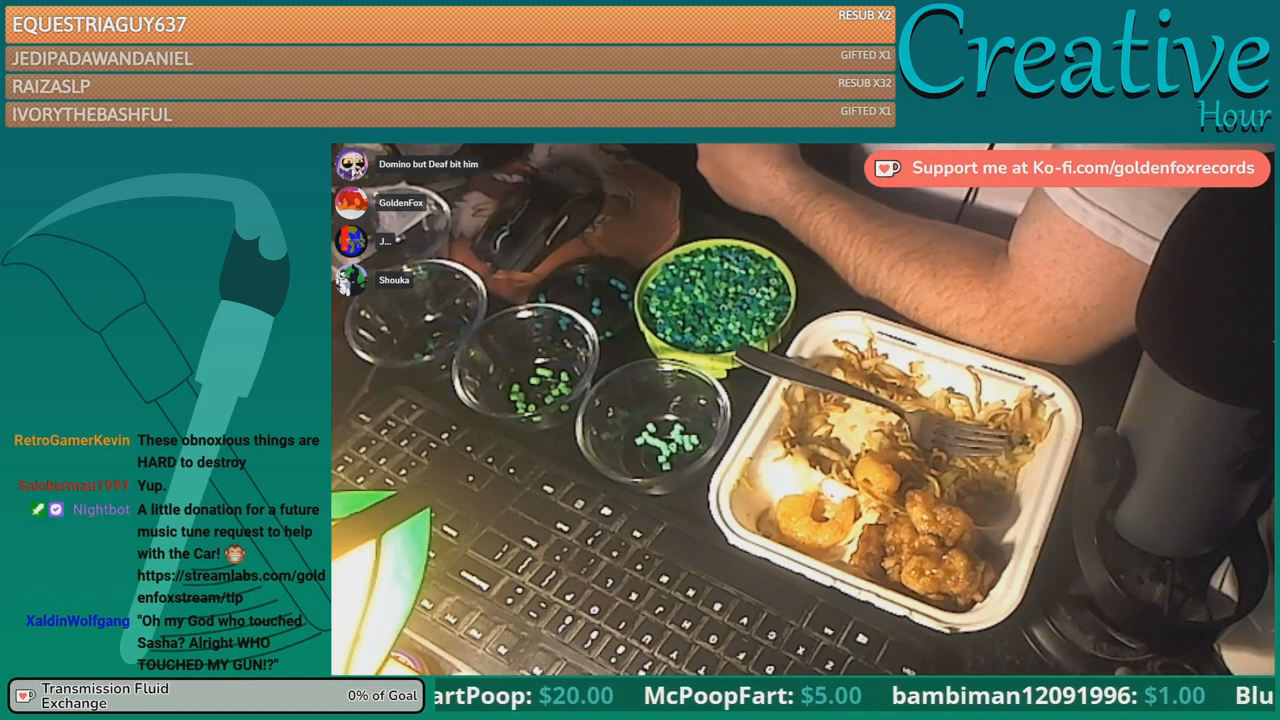 EQUESTRIAGUY637 RESUB X2
JEDIPADAWANDANIEL GIFTED X1
RAIZASLP RESUB X32
IVORYTHEBASHFUL GIFTED X1
Creative
Hour
Domino but Deaf bit him
GoldenFox
J...
Shouka
Support me at Ko-fi.com/goldenfoxrecords
RetroGamerKevin These obnoxious things are
HARD to destroy
Snickerman1991 Yup.
Nightbot A little donation for a future
music tune request to help
with the Car!
https://streamlabs.com/gold
enfoxstream/tip
XaldinWolfgang "Oh my God who touched
Sasha? Alright WHO
TOUCHED MY GUN!?"
Transmission Fluid
Exchange
0% of Goal
artPoop: $20.00 McPoopFart: $5.00 bambiman12091996: $1.00 Blu